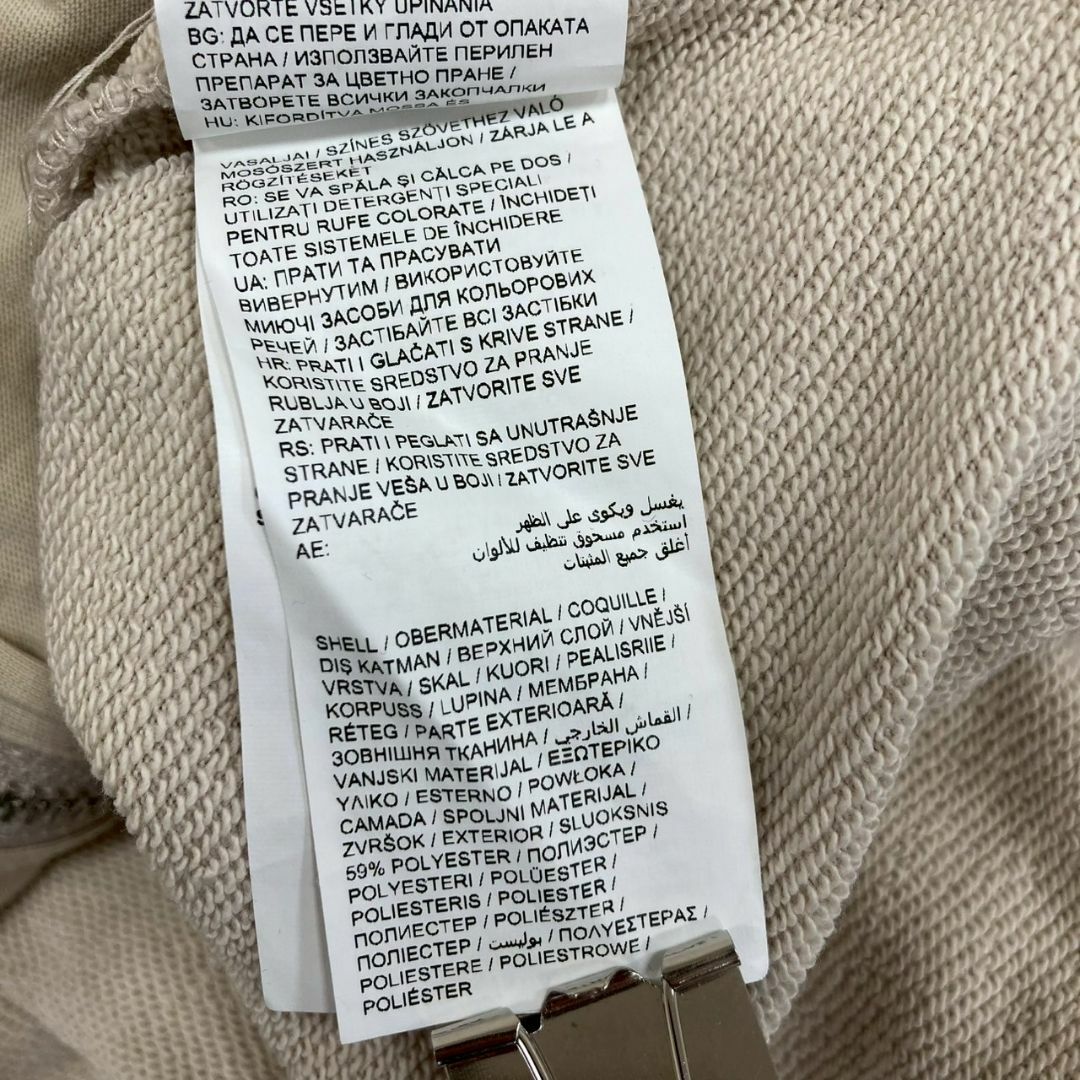 ZATVORTE VŠETKY UPÍNANIA
BG: ДА СЕ ПЕРЕ И ГЛАДИ ОТ ОПАКАТА
СТРАНА / ИЗПОЛЗВАЙТЕ ПЕРИЛЕН
ПРЕПАРАТ ЗА ЦВЕТНО ПРАНЕ /
ЗАТВОРЕТЕ ВСИЧКИ ЗАКОПЧАЛКИ
HU: KIFORDÍTVA MOSSA ÉS
VASALJA! / SZÍNES SZÖVETHEZ VALÓ
MOSÓSZERT HASZNÁLJON / ZÁRJA LE A
RÖGZÍTÉSEKET
RO: SE VA SPĂLA ȘI CĂLCA PE DOS /
UTILIZAȚI DETERGENȚI SPECIALI
PENTRU RUFE COLORATE / ÎNCHIDEȚI
TOATE SISTEMELE DE ÎNCHIDERE
UA: ПРАТИ ТА ПРАСУВАТИ
ВИВЕРНУТИМ / ВИКОРИСТОВУЙТЕ
МИЮЧІ ЗАСОБИ ДЛЯ КОЛЬОРОВИХ
РЕЧЕЙ / ЗАСТІБАЙТЕ ВСІ ЗАСТІБКИ
HR: PRATI I GLAČATI S KRIVE STRANE /
KORISTITE SREDSTVO ZA PRANJE
RUBLJA U BOJI / ZATVORITE SVE
ZATVARAČE
RS: PRATI I PEGLATI SA UNUTRAŠNJE
STRANE / KORISTITE SREDSTVO ZA
PRANJE VEŠA U BOJI / ZATVORITE SVE
ZATVARAČE
AE: يغسل ويكوى على الظهر
استخدم مسحوق تنظيف للألوان
أغلق جميع المثبتات
SHELL / OBERMATERIAL / COQUILLE /
DIŞ KATMAN / ВЕРХНИЙ СЛОЙ / VNĚJŠÍ
VRSTVA / SKAL / KUORI / PEALISRIIE /
KORPUSS / LUPINA / МЕМБРАНА /
RÉTEG / PARTE EXTERIOARĂ /
ЗОВНІШНЯ ТКАНИНА / القماش الخارجي /
VANJSKI MATERIJAL / ΕΞΩΤΕΡΙΚΟ
ΥΛΙΚΟ / ESTERNO / POWŁOKA /
CAMADA / SPOLJNI MATERIJAL /
ZVRŠOK / EXTERIOR / SLUOKSNIS
59% POLYESTER / ПОЛИЭСТЕР /
POLYESTERI / POLÜESTER /
POLIESTERIS / POLIESTER /
ПОЛИЕСТЕР / POLIÉSZTER /
ПОЛІЕСТЕР / بوليست / ΠΟΛΥΕΣΤΕΡΑΣ /
POLIESTERE / POLIESTROWE /
POLIÉSTER